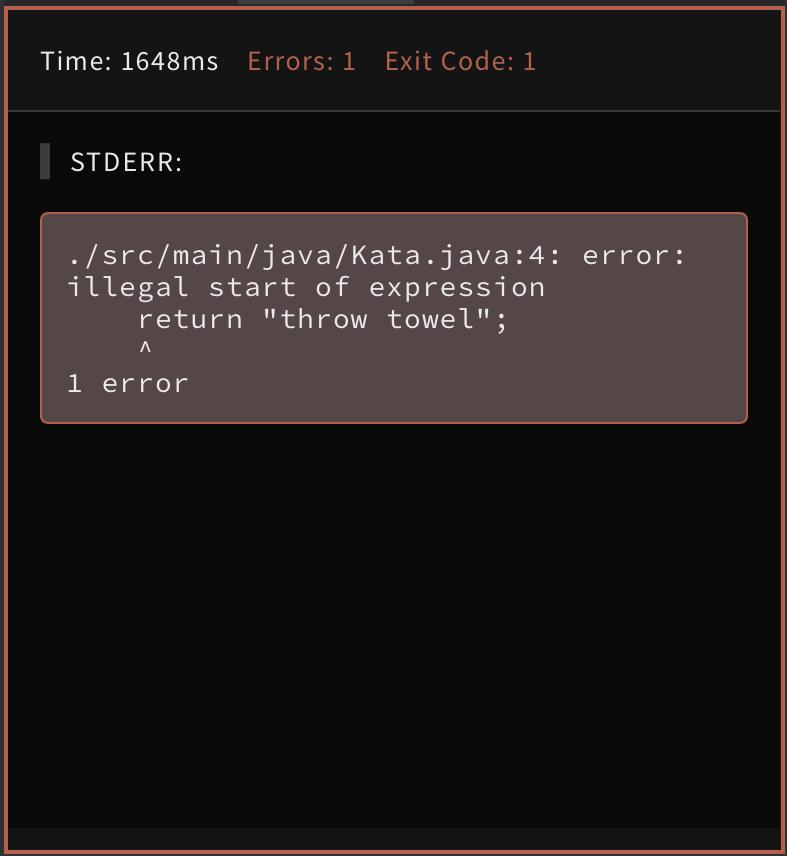 Time: 1648ms Errors: 1 Exit Code: 1
STDERR:
./src/main/java/Kata.java:4: error:
illegal start of expression
    return "throw towel";
    ^
1 error